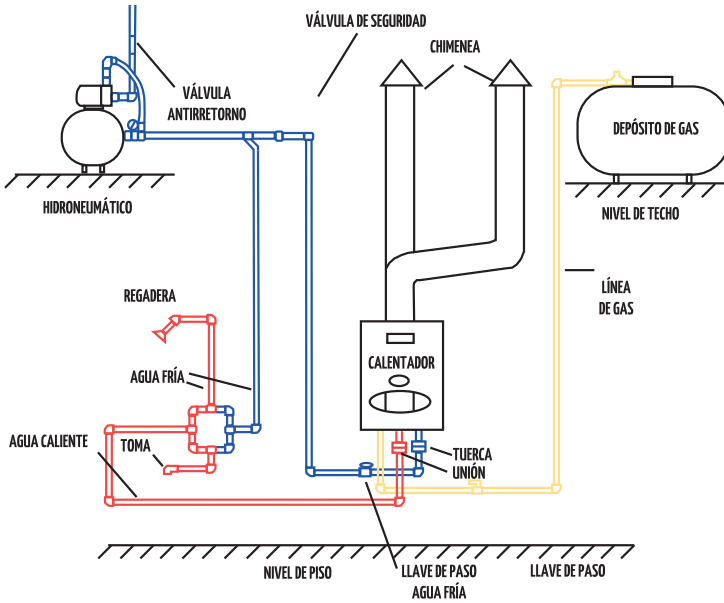 VÁLVULA DE SEGURIDAD
CHIMENEA
VÁLVULA
ANTIRRETORNO
DEPÓSITO DE GAS
HIDRONEUMÁTICO
NIVEL DE TECHO
REGADERA
LÍNEA
DE GAS
CALENTADOR
AGUA FRÍA
AGUA CALIENTE
TOMA
TUERCA
UNIÓN
NIVEL DE PISO
LLAVE DE PASO
AGUA FRÍA
LLAVE DE PASO